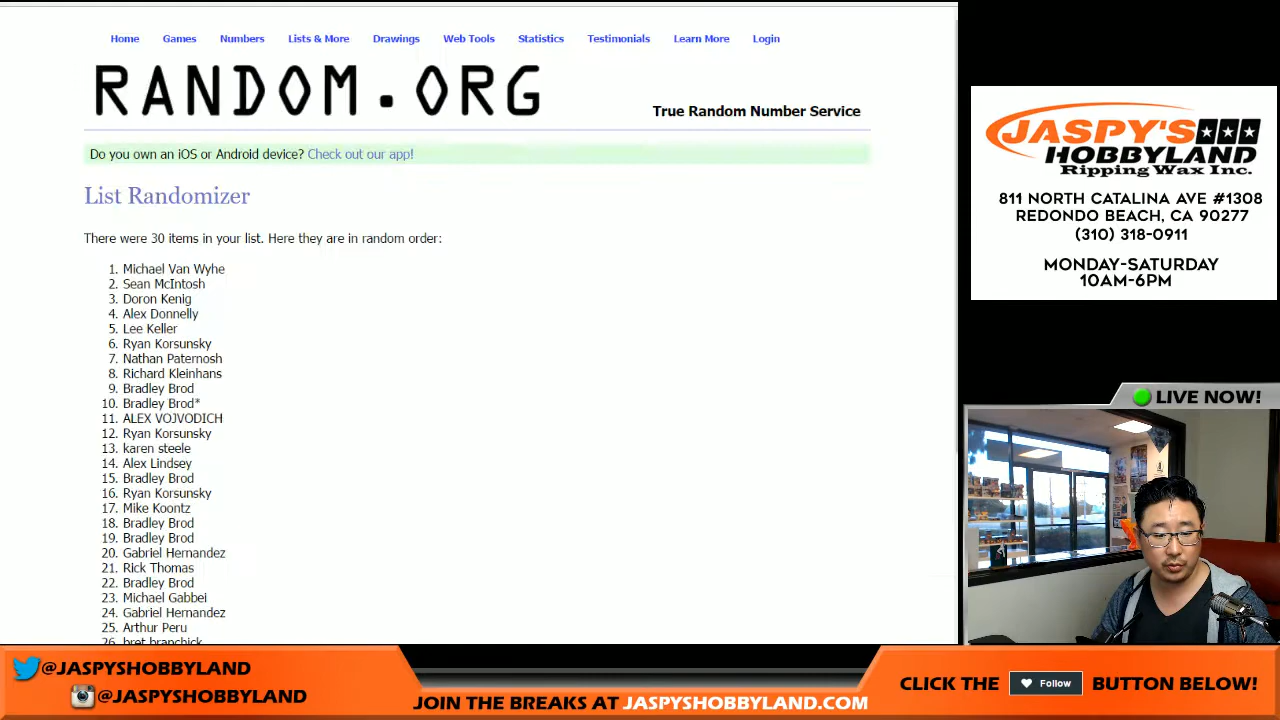 Home Games Numbers Lists & More Drawings Web Tools Statistics Testimonials Learn More Login
RANDOM.ORG
True Random Number Service
Do you own an iOS or Android device? Check out our app!
List Randomizer
There were 30 items in your list. Here they are in random order:
1. Michael Van Wyhe
2. Sean McIntosh
3. Doron Kenig
4. Alex Donnelly
5. Lee Keller
6. Ryan Korsunsky
7. Nathan Paternosh
8. Richard Kleinhans
9. Bradley Brod
10. Bradley Brod*
11. ALEX VOJVODICH
12. Ryan Korsunsky
13. karen steele
14. Alex Lindsey
15. Bradley Brod
16. Ryan Korsunsky
17. Mike Koontz
18. Bradley Brod
19. Bradley Brod
20. Gabriel Hernandez
21. Rick Thomas
22. Bradley Brod
23. Michael Gabbei
24. Gabriel Hernandez
25. Arthur Peru
26. bret branchick
JASPY'S
HOBBYLAND
Ripping Wax Inc.
811 NORTH CATALINA AVE #1308
REDONDO BEACH, CA 90277
(310) 318-0911
MONDAY-SATURDAY
10AM-6PM
LIVE NOW!
@JASPYSHOBBYLAND
@JASPYSHOBBYLAND
JOIN THE BREAKS AT JASPYSHOBBYLAND.COM
CLICK THE Follow BUTTON BELOW!